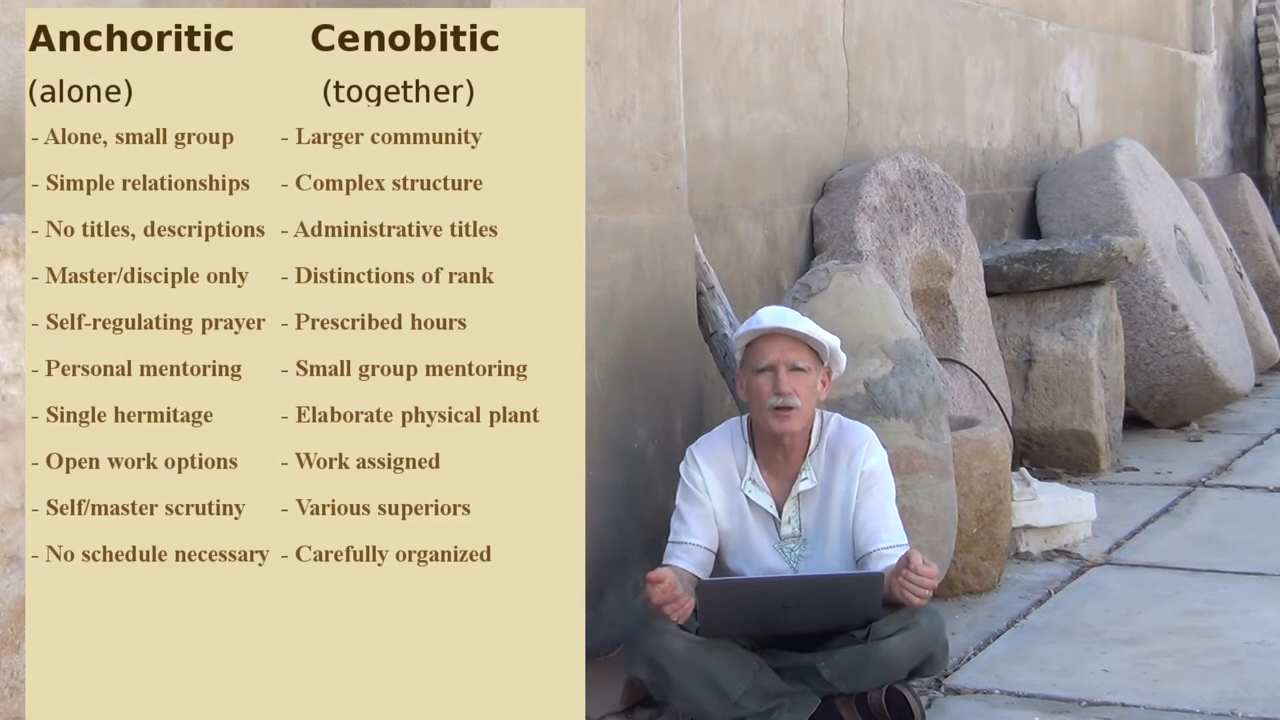 Anchoritic Cenobitic
(alone) (together)
- Alone, small group - Larger community
- Simple relationships - Complex structure
- No titles, descriptions - Administrative titles
- Master/disciple only - Distinctions of rank
- Self-regulating prayer - Prescribed hours
- Personal mentoring - Small group mentoring
- Single hermitage - Elaborate physical plant
- Open work options - Work assigned
- Self/master scrutiny - Various superiors
- No schedule necessary - Carefully organized